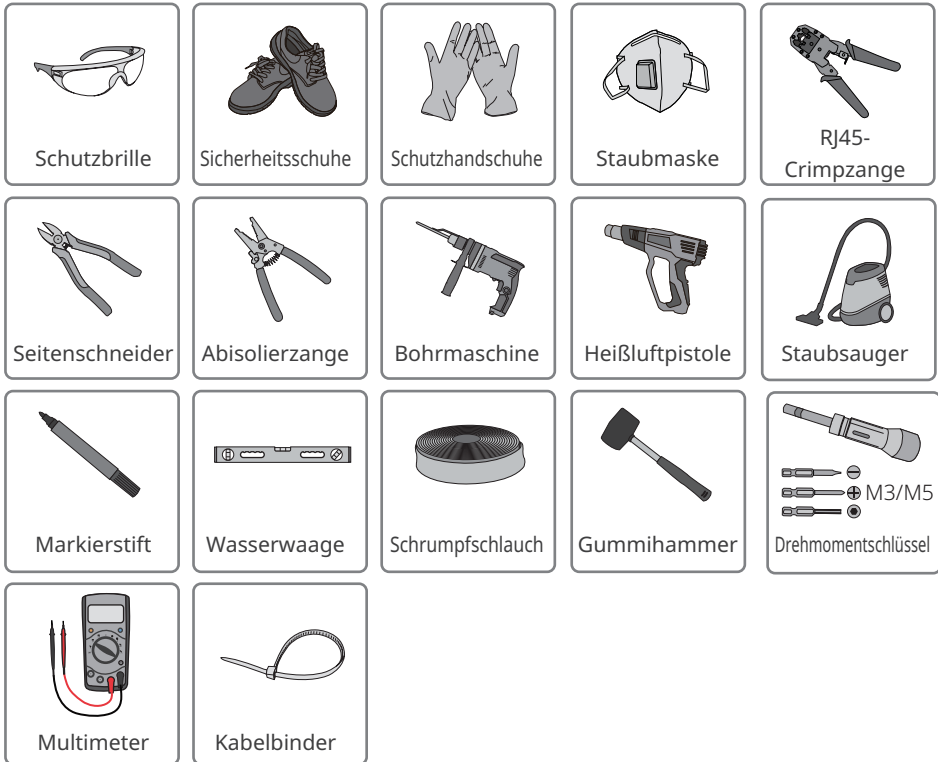 Schutzbrille
Sicherheitsschuhe
Schutzhandschuhe
Staubmaske
RJ45-
Crimpzange
Seitenschneider
Abisolierzange
Bohrmaschine
Heißluftpistole
Staubsauger
Markierstift
Wasserwaage
Schrumpfschlauch
Gummihammer
M3/M5
Drehmomentschlüssel
Multimeter
Kabelbinder